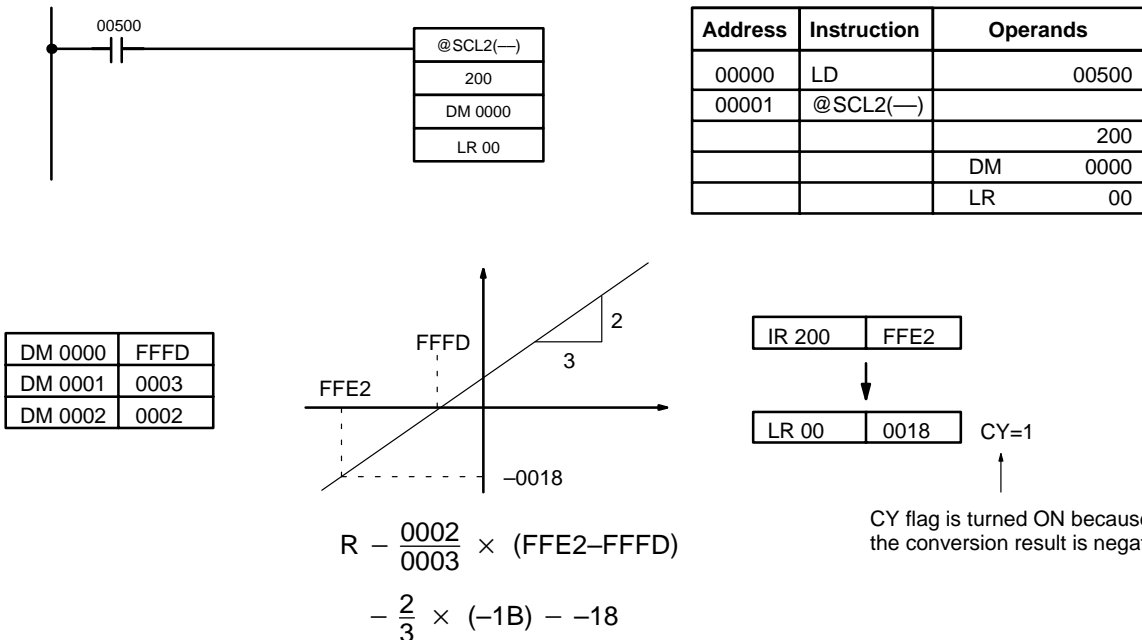 00500
@SCL2(—)
200
DM 0000
LR 00
Address Instruction Operands
00000 LD 00500
00001 @SCL2(—)
200
DM 0000
LR 00
DM 0000 FFFD
DM 0001 0003
DM 0002 0002
FFFD
FFE2
2
3
–0018
R – 0002/0003 × (FFE2–FFFD)
– 2/3 × (–1B) – –18
IR 200 FFE2
LR 00 0018 CY=1
CY flag is turned ON because
the conversion result is negat